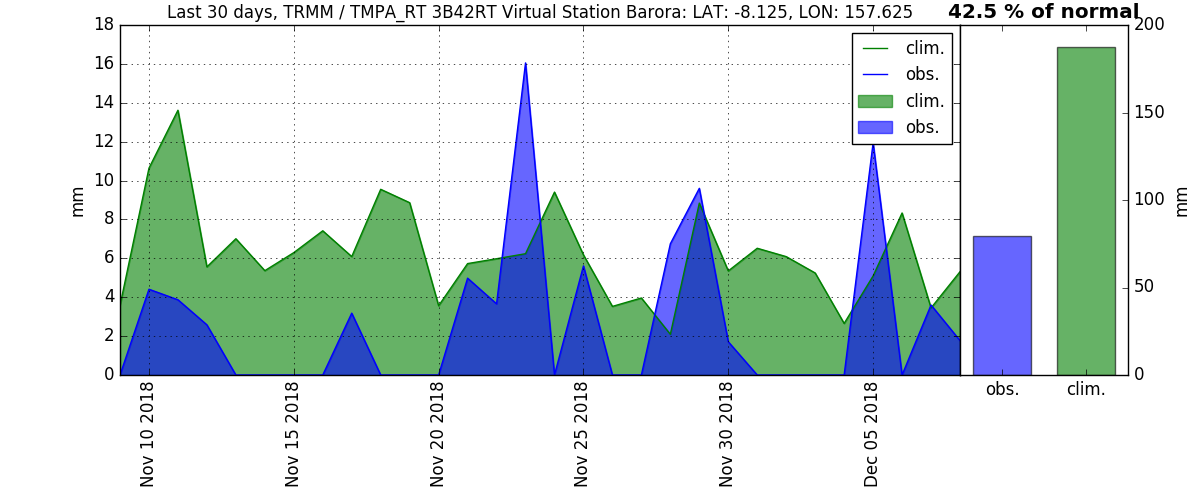 Last 30 days, TRMM / TMPA_RT 3B42RT Virtual Station Barora: LAT: -8.125, LON: 157.625
42.5 % of normal
18
16
14
12
10
8
6
4
2
0
mm
clim.
obs.
clim.
obs.
200
150
100
50
0
mm
obs.
clim.
Nov 10 2018
Nov 15 2018
Nov 20 2018
Nov 25 2018
Nov 30 2018
Dec 05 2018